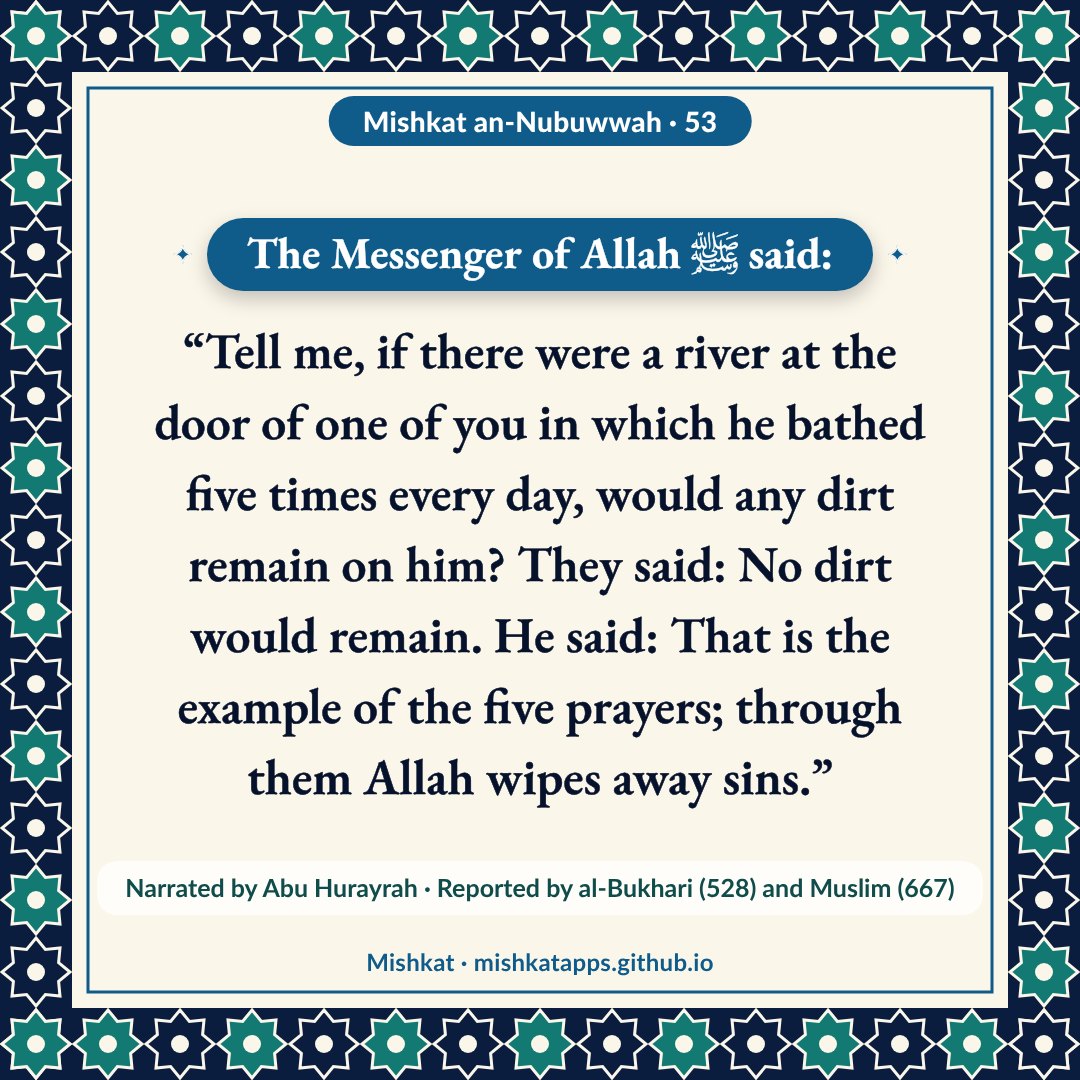 Mishkat an-Nubuwwah · 53
The Messenger of Allah ﷺ said:
“Tell me, if there were a river at the
door of one of you in which he bathed
five times every day, would any dirt
remain on him? They said: No dirt
would remain. He said: That is the
example of the five prayers; through
them Allah wipes away sins.”
Narrated by Abu Hurayrah · Reported by al-Bukhari (528) and Muslim (667)
Mishkat · mishkatapps.github.io